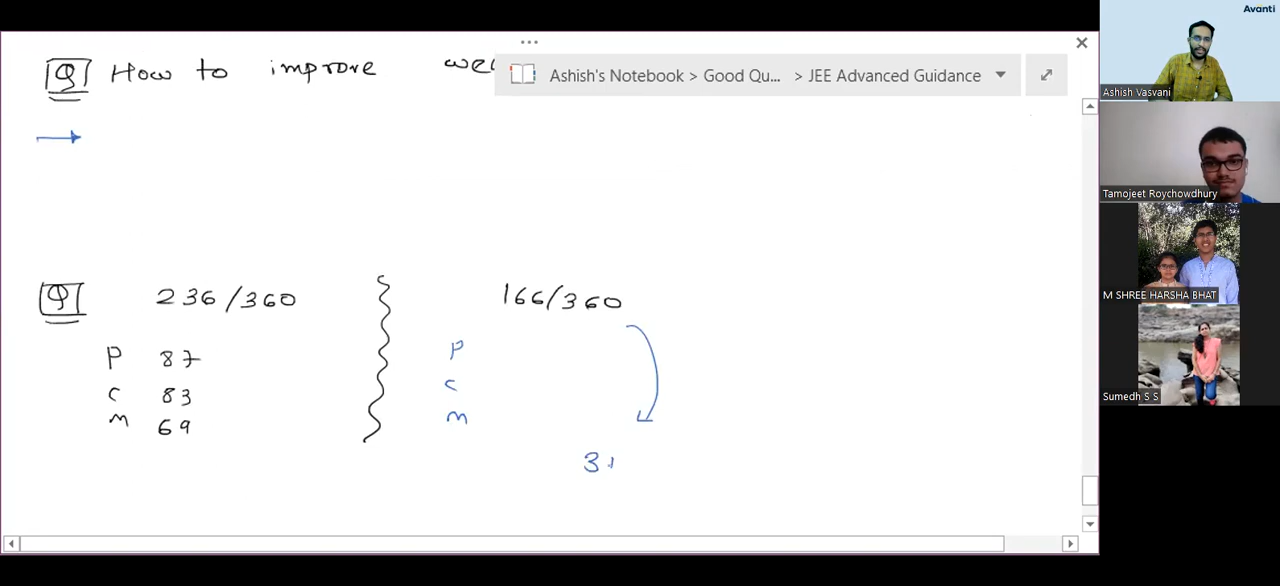 Avanti
Q How to improve
Ashish's Notebook > Good Qu... > JEE Advanced Guidance
Ashish Vasvani
Tamojeet Roychowdhury
M SHREE HARSHA BHAT
Sumedh S S
Q 236/360 166/360
P 87 P
C 83 C
M 69 M
3